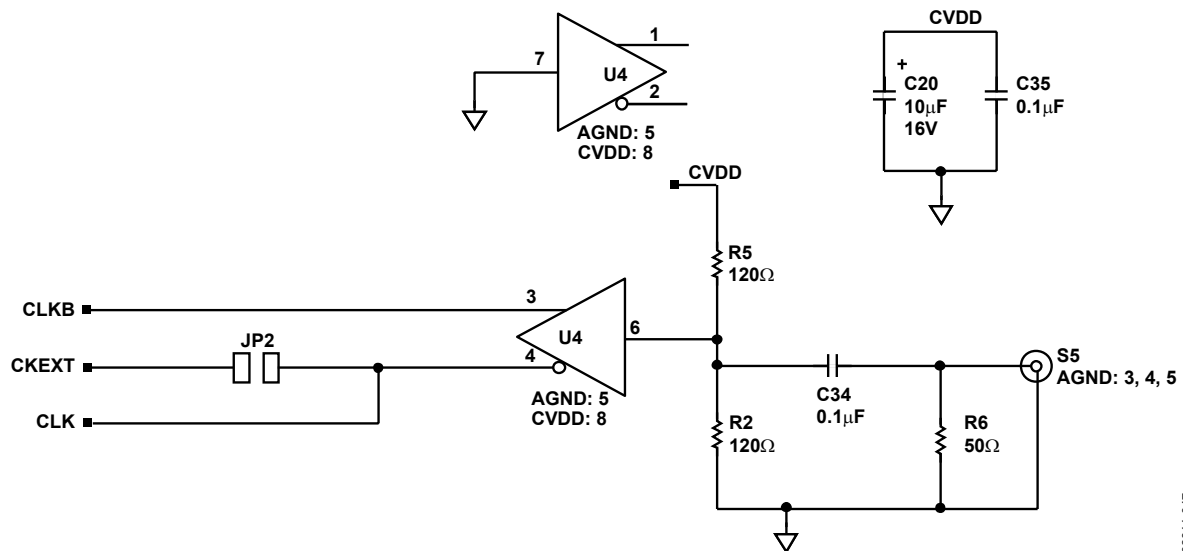 1
7
U4
2
AGND: 5
CVDD: 8
CVDD
+
C20
10μF
16V
C35
0.1μF
CVDD
R5
120Ω
CLKB
3
U4
6
JP2
CKEXT
4
AGND: 5
CVDD: 8
CLK
C34
0.1μF
S5
AGND: 3, 4, 5
R2
120Ω
R6
50Ω